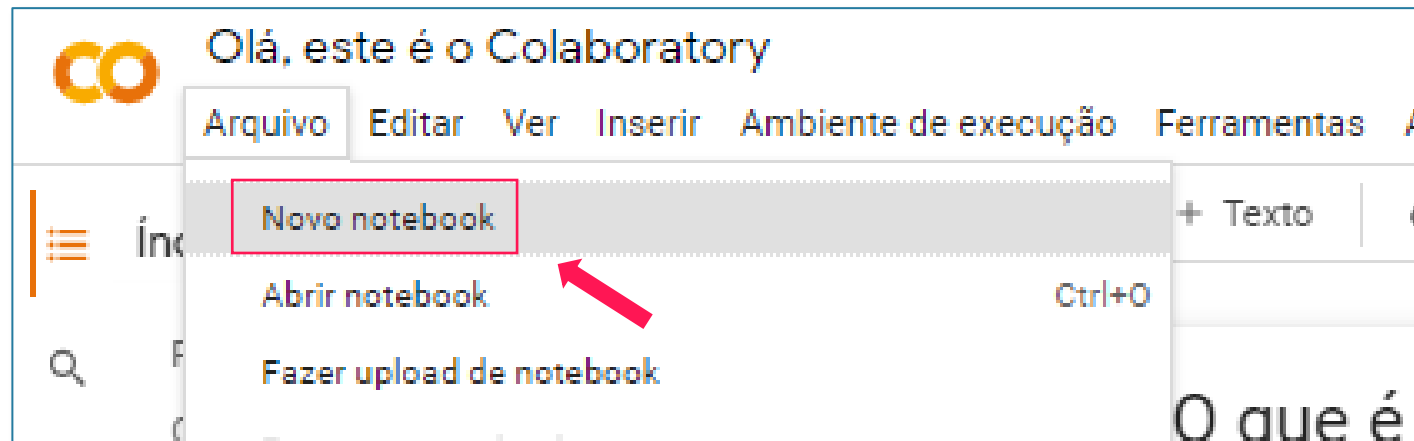 Olá, este é o Colaboratory
Arquivo Editar Ver Inserir Ambiente de execução Ferramentas
Novo notebook
+ Texto
Abrir notebook Ctrl+O
Fazer upload de notebook
O que é